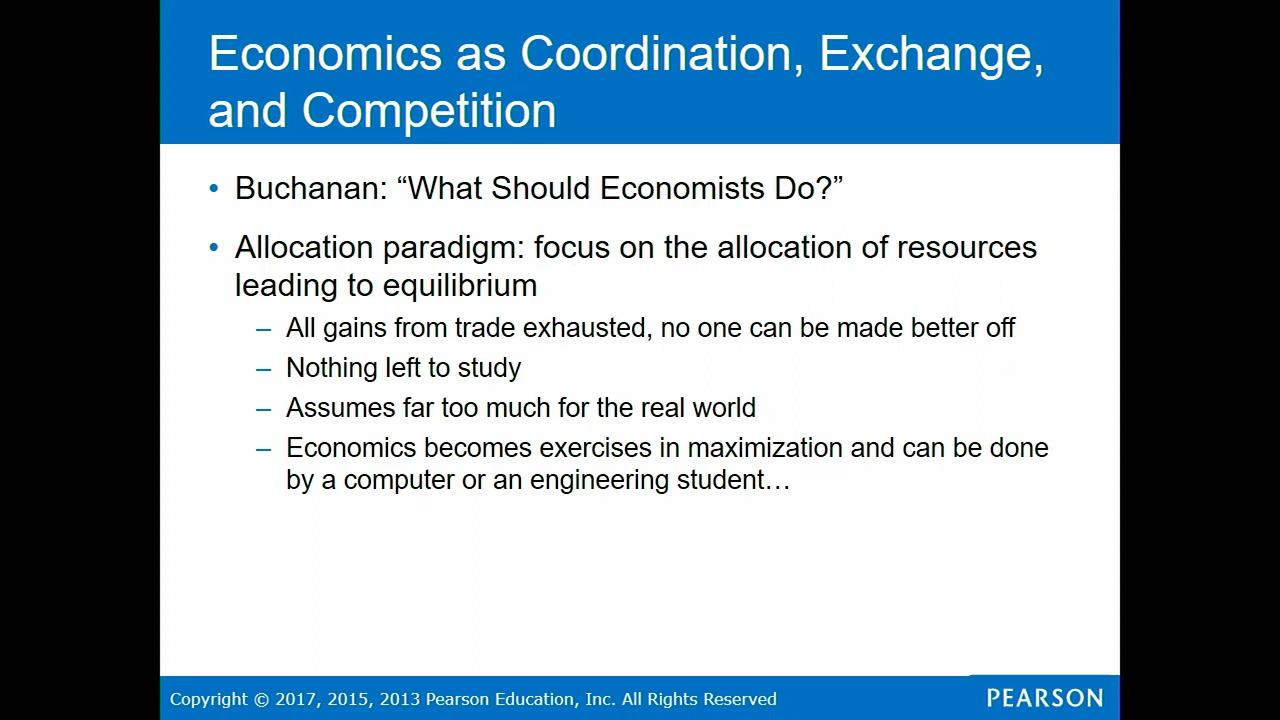 Economics as Coordination, Exchange,
and Competition
• Buchanan: “What Should Economists Do?”
• Allocation paradigm: focus on the allocation of resources
leading to equilibrium
– All gains from trade exhausted, no one can be made better off
– Nothing left to study
– Assumes far too much for the real world
– Economics becomes exercises in maximization and can be done
by a computer or an engineering student…
Copyright © 2017, 2015, 2013 Pearson Education, Inc. All Rights Reserved
PEARSON